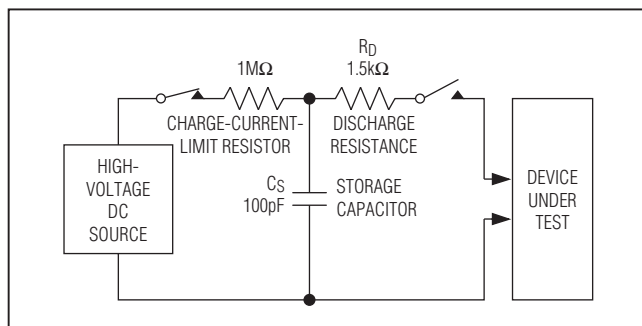 1MΩ
CHARGE-CURRENT-
LIMIT RESISTOR
RD
1.5kΩ
DISCHARGE
RESISTANCE
HIGH-
VOLTAGE
DC
SOURCE
CS
100pF
STORAGE
CAPACITOR
DEVICE
UNDER
TEST